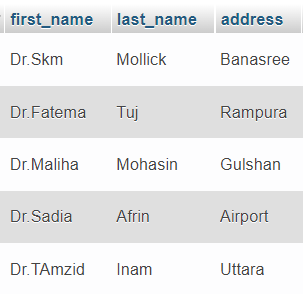 first_name last_name address
Dr.Skm Mollick Banasree
Dr.Fatema Tuj Rampura
Dr.Maliha Mohasin Gulshan
Dr.Sadia Afrin Airport
Dr.TAmzid Inam Uttara